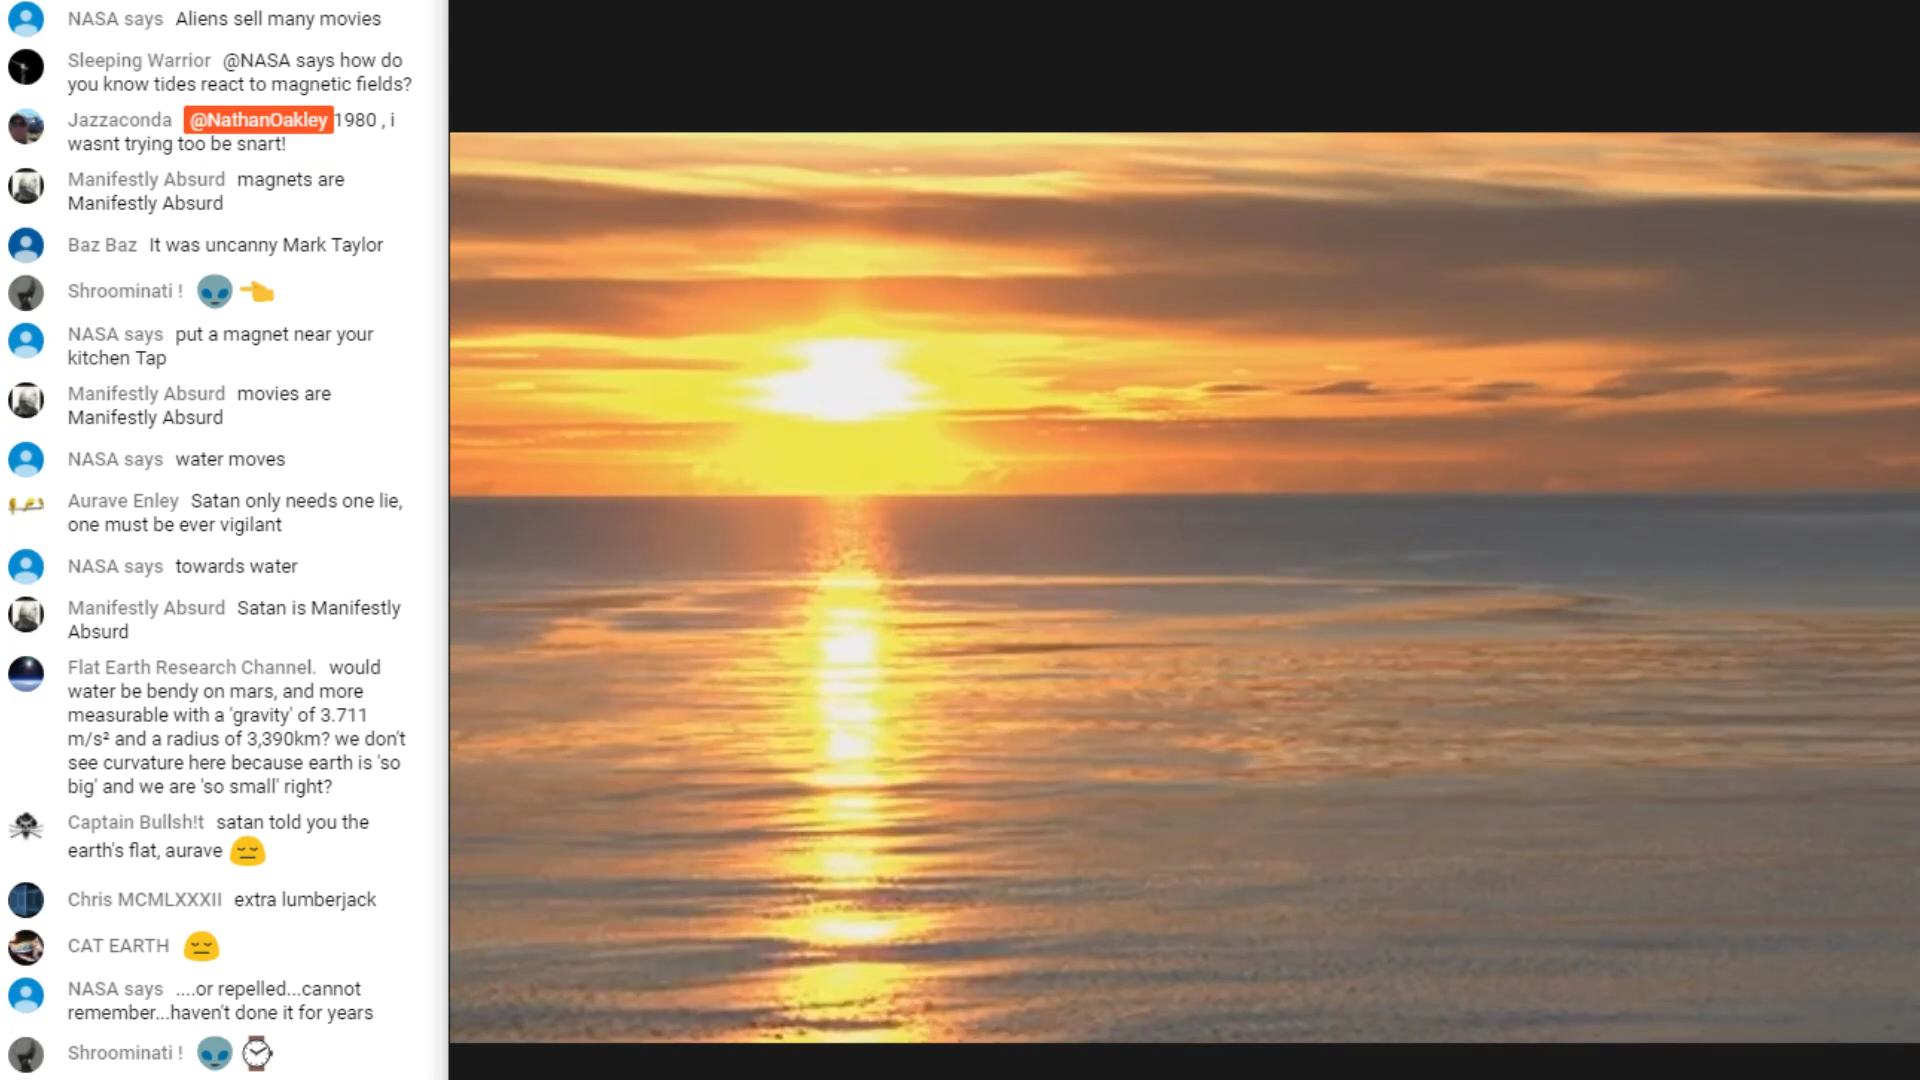 NASA says Aliens sell many movies
Sleeping Warrior @NASA says how do
you know tides react to magnetic fields?
Jazzaconda @NathanOakley 1980 , i
wasnt trying too be snart!
Manifestly Absurd magnets are
Manifestly Absurd
Baz Baz It was uncanny Mark Taylor
Shroominati ! 👽 👈
NASA says put a magnet near your
kitchen Tap
Manifestly Absurd movies are
Manifestly Absurd
NASA says water moves
Aurave Enley Satan only needs one lie,
one must be ever vigilant
NASA says towards water
Manifestly Absurd Satan is Manifestly
Absurd
Flat Earth Research Channel. would
water be bendy on mars, and more
measurable with a 'gravity' of 3.711
m/s² and a radius of 3,390km? we don't
see curvature here because earth is 'so
big' and we are 'so small' right?
Captain Bullsh!t satan told you the
earth's flat, aurave 😔
Chris MCMLXXXII extra lumberjack
CAT EARTH 😔
NASA says ....or repelled...cannot
remember...haven't done it for years
Shroominati ! 👽 ⌚